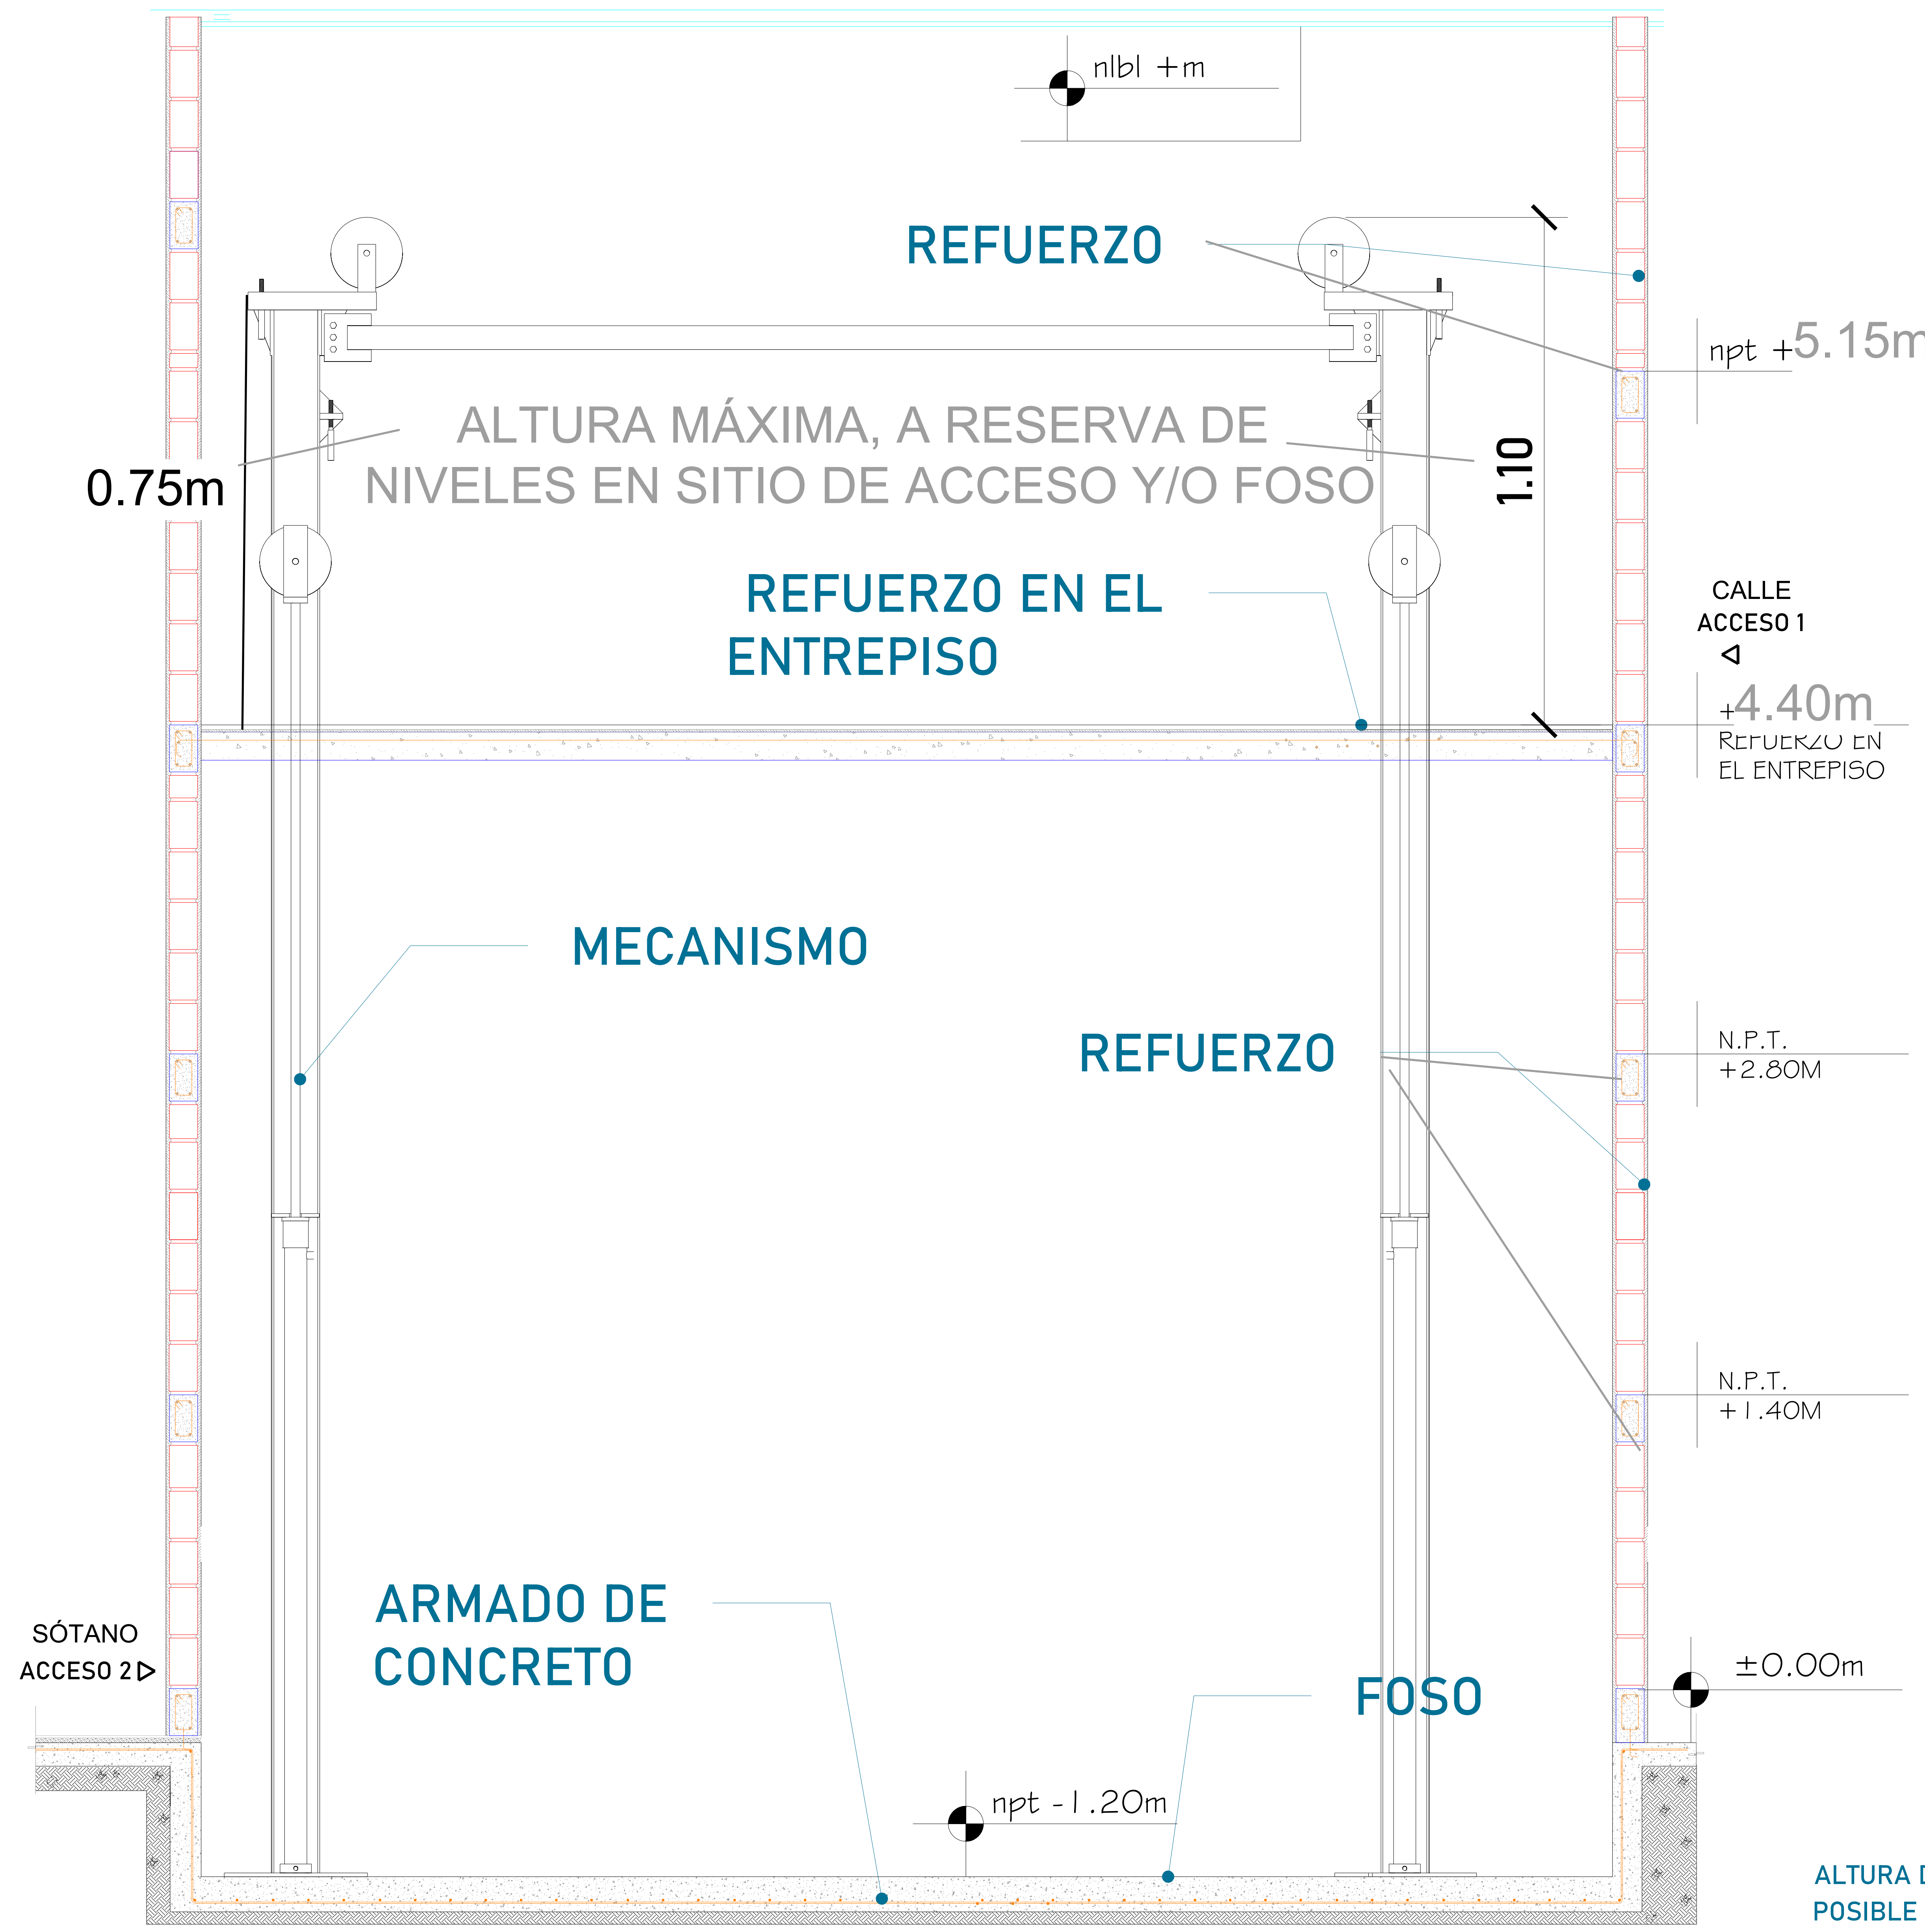 nlbl +m
REFUERZO
npt +5.15m
ALTURA MÁXIMA, A RESERVA DE
NIVELES EN SITIO DE ACCESO Y/O FOSO
0.75m
1.10
REFUERZO EN EL
ENTREPISO
CALLE
ACCESO 1
+4.40m
REFUERZO EN
EL ENTREPISO
MECANISMO
REFUERZO
N.P.T.
+2.80M
N.P.T.
+1.40M
ARMADO DE
CONCRETO
SÓTANO
ACCESO 2
FOSO
±0.00m
npt -1.20m
ALTURA
POSIBLE